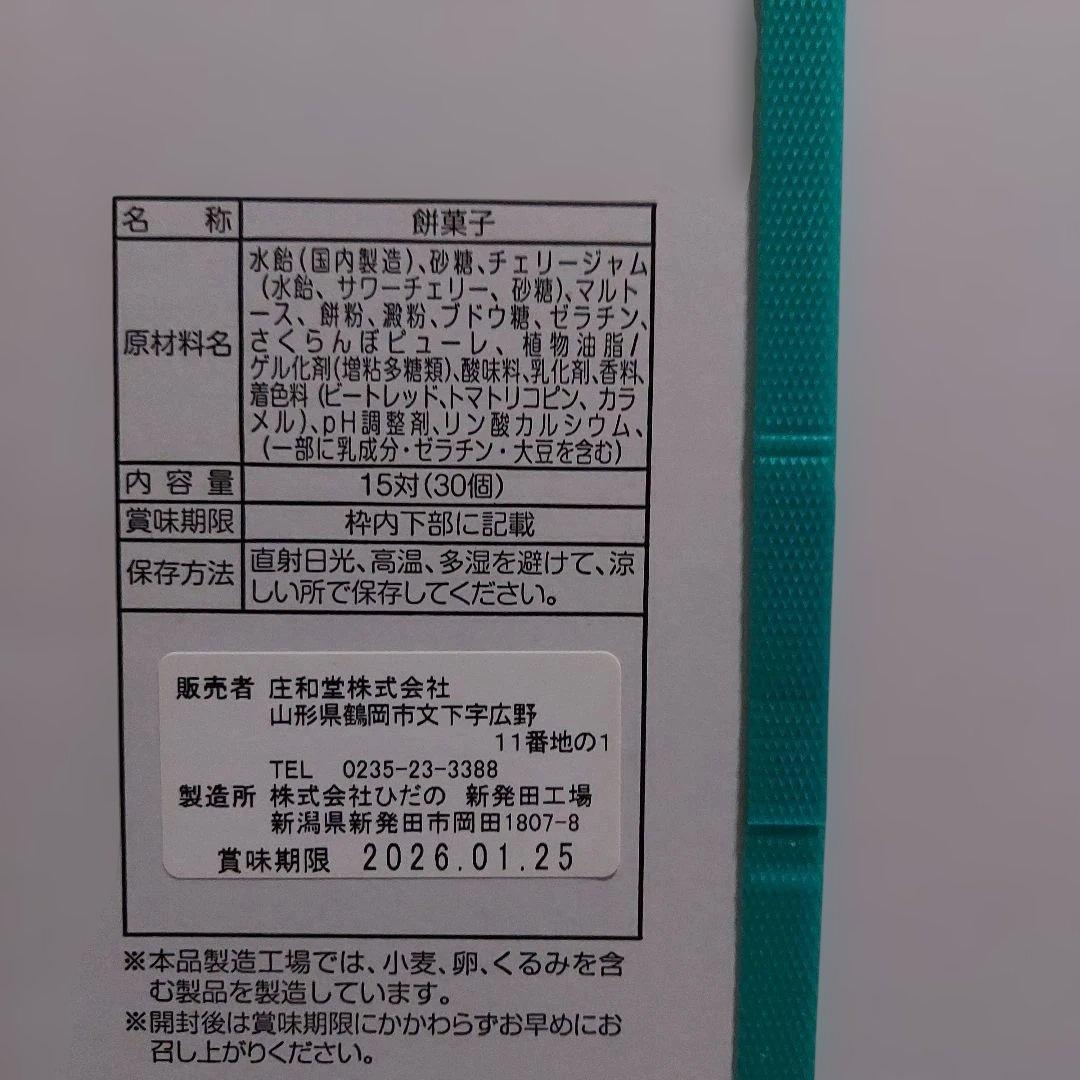 名 称 餅菓子
原材料名 水飴(国内製造)、砂糖、チェリージャム
(水飴、サワーチェリー、砂糖)、マルト
ース、餅粉、澱粉、ブドウ糖、ゼラチン、
さくらんぼピューレ、植物油脂/
ゲル化剤(増粘多糖類)、酸味料、乳化剤、香料、
着色料(ビートレッド、トマトリコピン、カラ
メル)、pH調整剤、リン酸カルシウム、
(一部に乳成分・ゼラチン・大豆を含む)
内容量 15対(30個)
賞味期限 枠内下部に記載
保存方法 直射日光、高温、多湿を避けて、涼
しい所で保存してください。
販売者 庄和堂株式会社
山形県鶴岡市文下字広野
11番地の1
TEL 0235-23-3388
製造所 株式会社ひだの 新発田工場
新潟県新発田市岡田1807-8
賞味期限 2026.01.25
※本品製造工場では、小麦、卵、くるみを含
む製品を製造しています。
※開封後は賞味期限にかかわらずお早めにお
召し上がりください。